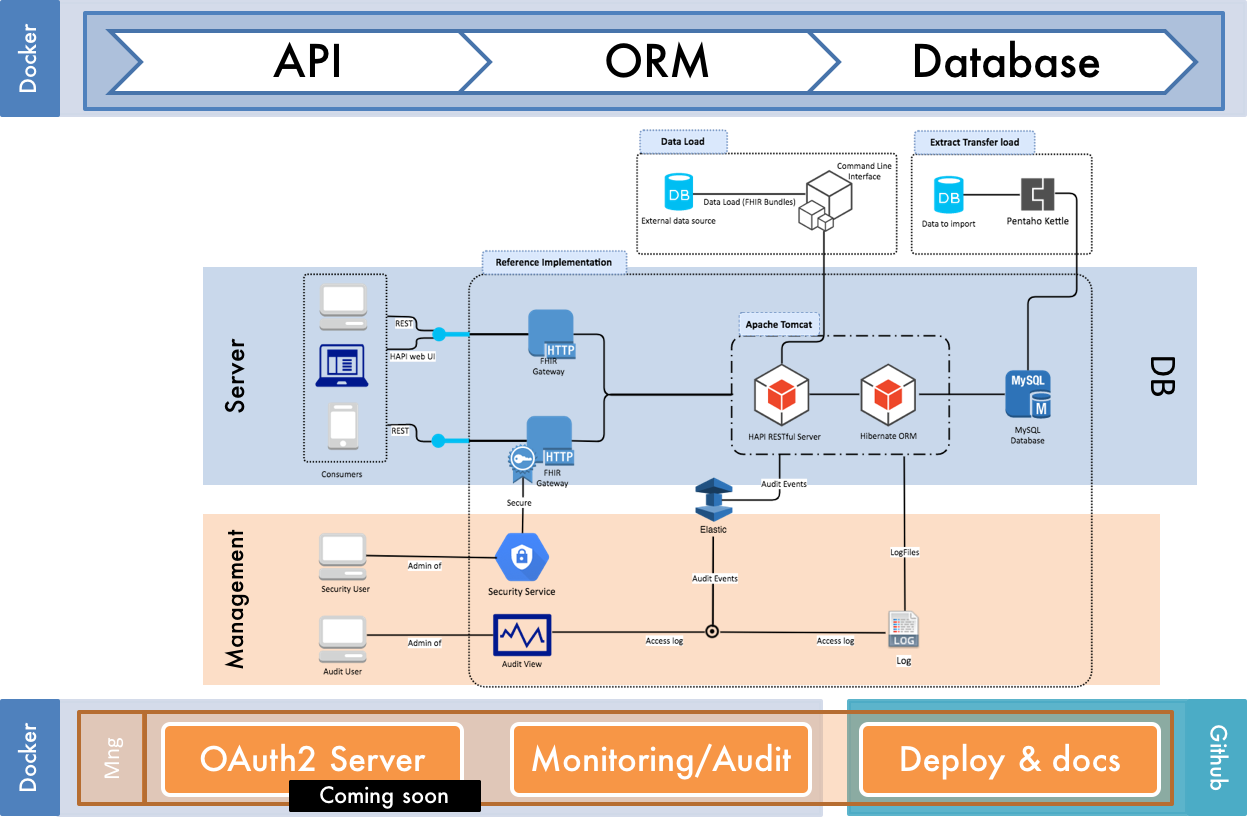 Docker
API
ORM
Database
Data Load
DB
External data source
Data Load (FHIR Bundles)
Command Line
Interface
Extract Transfer load
DB
Data to import
Pentaho Kettle
Server
DB
Reference Implementation
Consumers
REST
HAPI web UI
REST
HTTP
FHIR
Gateway
HTTP
FHIR
Gateway
Apache Tomcat
HAPI RESTful Server
Hibernate ORM
MySQL
M
MySQL
Database
Secure
Audit Events
Elastic
Management
Security User
Admin of
Security Service
Audit Events
LogFiles
Audit User
Admin of
Audit View
Access log
Access log
LOG
Log
Docker
Mng
OAuth2 Server
Coming soon
Monitoring/Audit
Deploy & docs
Github